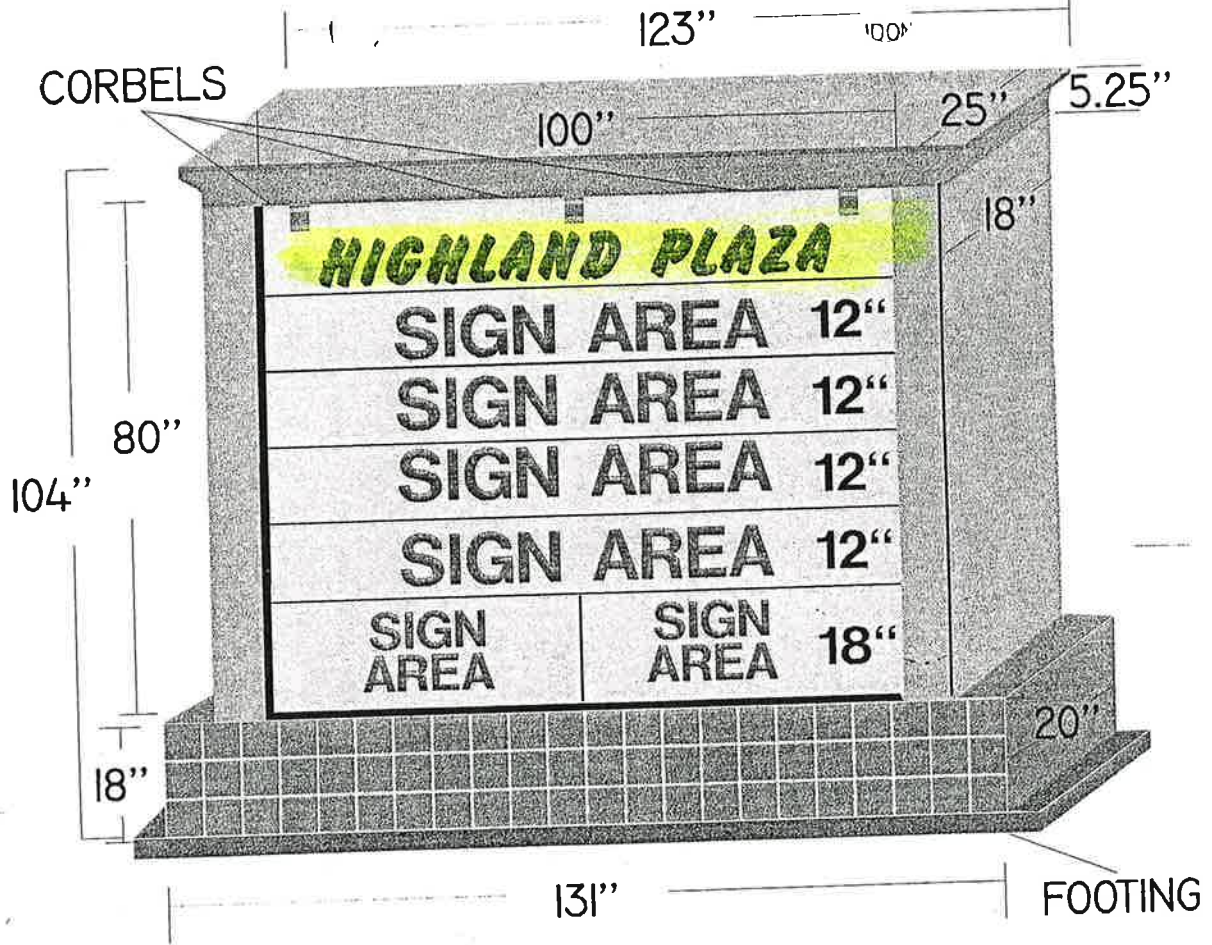 123"
CORBELS
5.25"
25"
100"
18"
HIGHLAND PLAZA
SIGN AREA 12"
SIGN AREA 12"
80"
SIGN AREA 12"
104"
SIGN AREA 12"
SIGN
AREA
SIGN
AREA
18"
20"
18"
131"
FOOTING